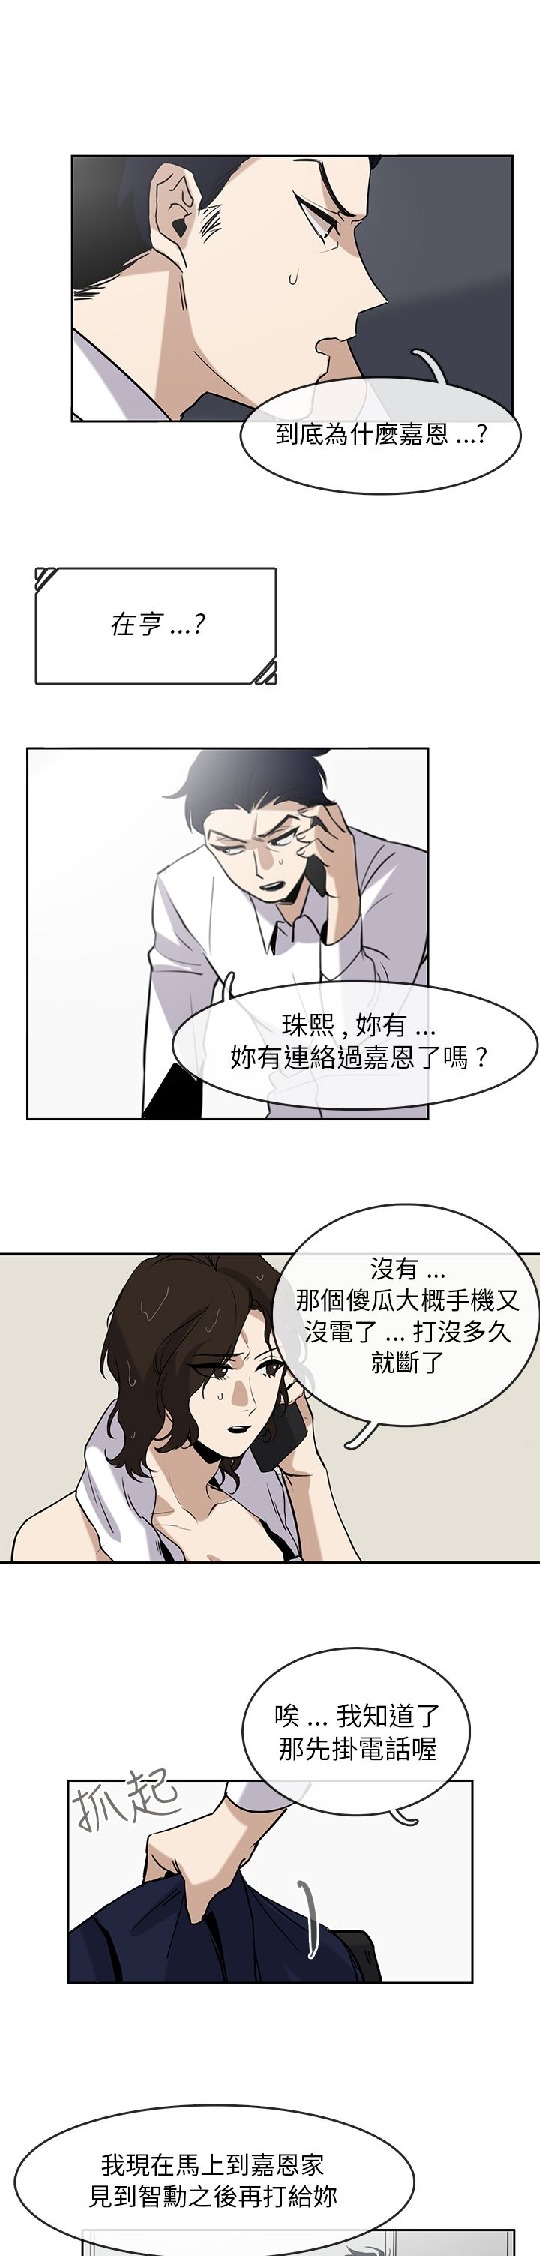 到底為什麼嘉恩...?
在亨...?
珠熙,妳有...
妳有連絡過嘉恩了嗎?
沒有...
那個傻瓜大概手機又
沒電了...打沒多久
就斷了
唉...我知道了
那先掛電話喔
抓起
我現在馬上到嘉恩家
見到智勳之後再打給妳